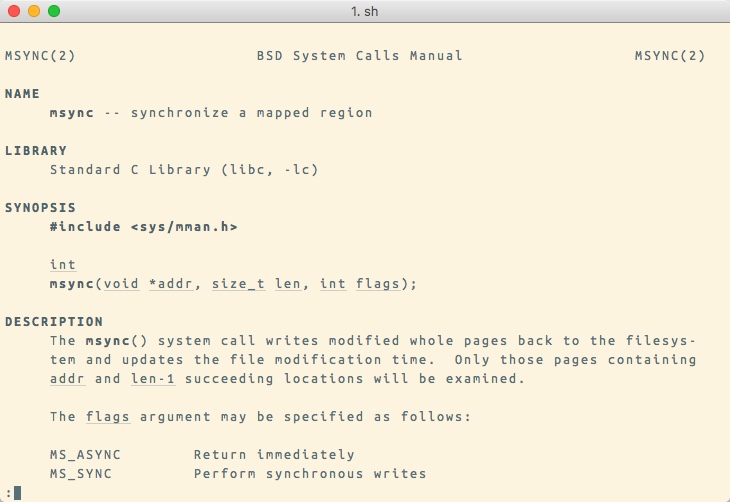 1. sh
MSYNC(2) BSD System Calls Manual MSYNC(2)
NAME
msync -- synchronize a mapped region
LIBRARY
Standard C Library (libc, -lc)
SYNOPSIS
#include <sys/mman.h>
int
msync(void *addr, size_t len, int flags);
DESCRIPTION
The msync() system call writes modified whole pages back to the filesys-
tem and updates the file modification time.  Only those pages containing
addr and len-1 succeeding locations will be examined.
The flags argument may be specified as follows:
MS_ASYNC Return immediately
MS_SYNC Perform synchronous writes
: